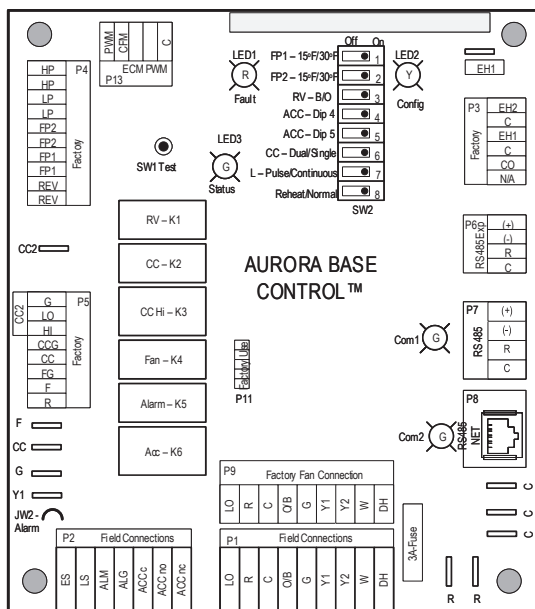 PWM
CFM
C
ECM PWM
P13
LED1
R
Fault
Off
On
FP1 – 15°F/30°F
1
FP2 – 15°F/30°F
2
RV – B/O
3
ACC – Dip 4
4
ACC – Dip 5
5
CC – Dual/Single
6
L – Pulse/Continuous
7
Reheat/Normal
8
SW2
LED2
Y
Config
EH1
P4
HP
HP
LP
LP
FP2
FP2
FP1
FP1
REV
REV
Factory
SW1 Test
LED3
G
Status
P3
Factory
EH2
C
EH1
C
CO
N/A
RV – K1
CC – K2
CC Hi – K3
Fan – K4
Alarm – K5
Acc – K6
AURORA BASE
CONTROL™
P6
RS485 Exp
(+)
(-)
R
C
CC2
CC2
P5
G
LO
HI
CCG
CC
FG
F
R
Factory
Factory Use
P11
Com1
G
P7
RS485
(+)
(-)
R
C
Com2
G
P8
RS485
NET
F
CC
G
Y1
JW2 -
Alarm
P9
Factory Fan Connection
LO
R
C
O/B
G
Y1
Y2
W
DH
P2
Field Connections
ES
LS
ALM
ALG
ACC c
ACC no
ACC nc
P1
Field Connections
LO
R
C
O/B
G
Y1
Y2
W
DH
3A-Fuse
C
C
C
R
R